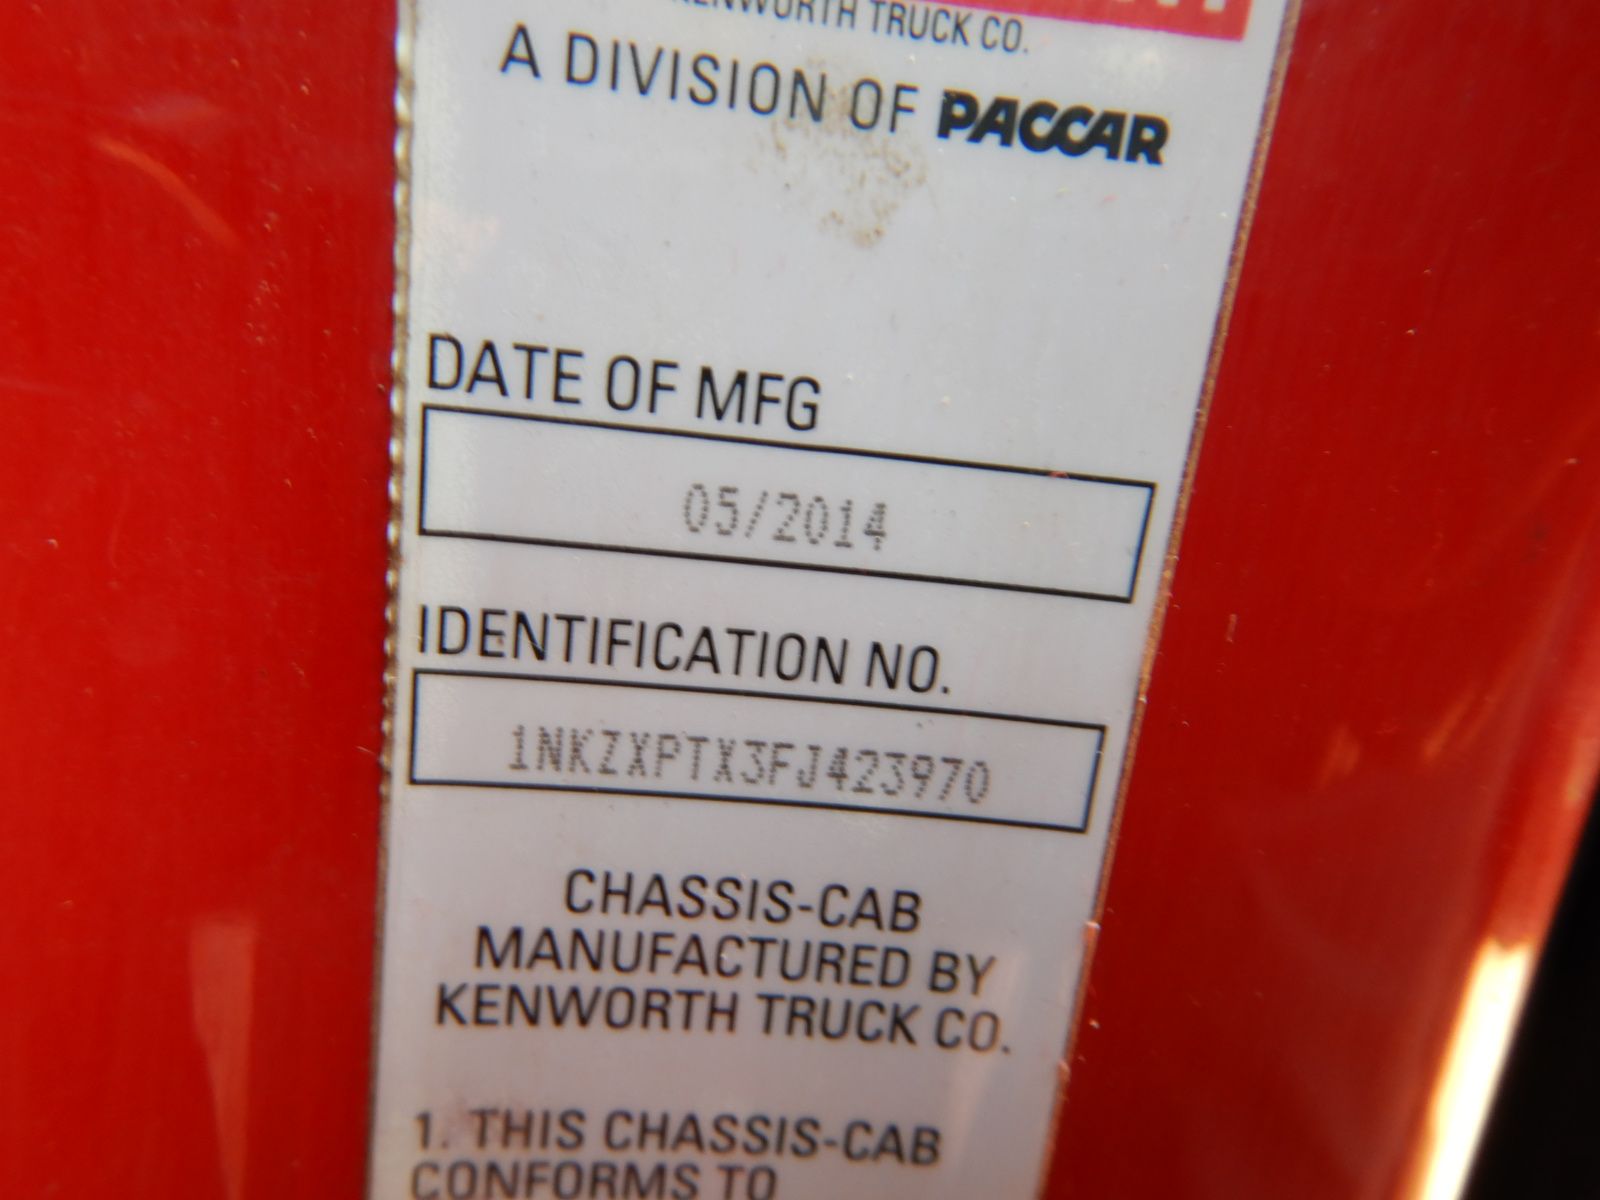 KENWORTH TRUCK CO.
A DIVISION OF PACCAR
DATE OF MFG
05/2014
IDENTIFICATION NO.
1NKZXPTX3FJ423970
CHASSIS-CAB
MANUFACTURED BY
KENWORTH TRUCK CO.
1. THIS CHASSIS-CAB
CONFORMS TO